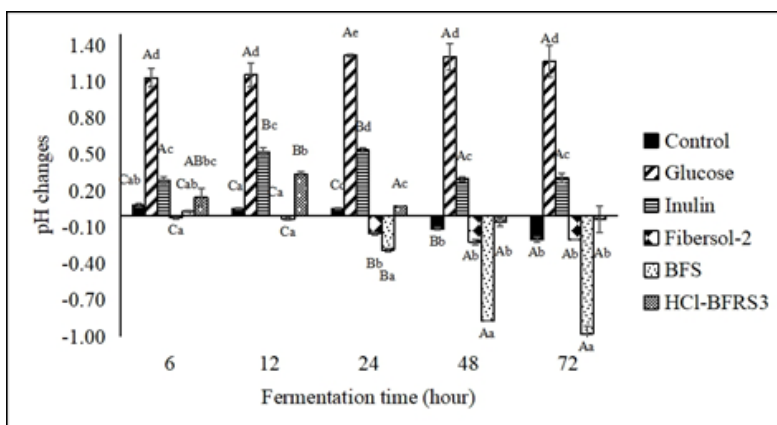 1.40
1.10
0.80
0.50
0.20
-0.10
-0.40
-0.70
-1.00
pH changes
Cab Ad Ac Ca Cab ABbc
Ca Ad Bc Ca Ca Bb
Cc Ae Bd Bb Ba Ac
Bb Ad Ac Ab Aa Ab
Ab Ad Ac Ab Aa Ab
6 12 24 48 72
Fermentation time (hour)
Control
Glucose
Inulin
Fibersol-2
BFS
HCl-BFRS3